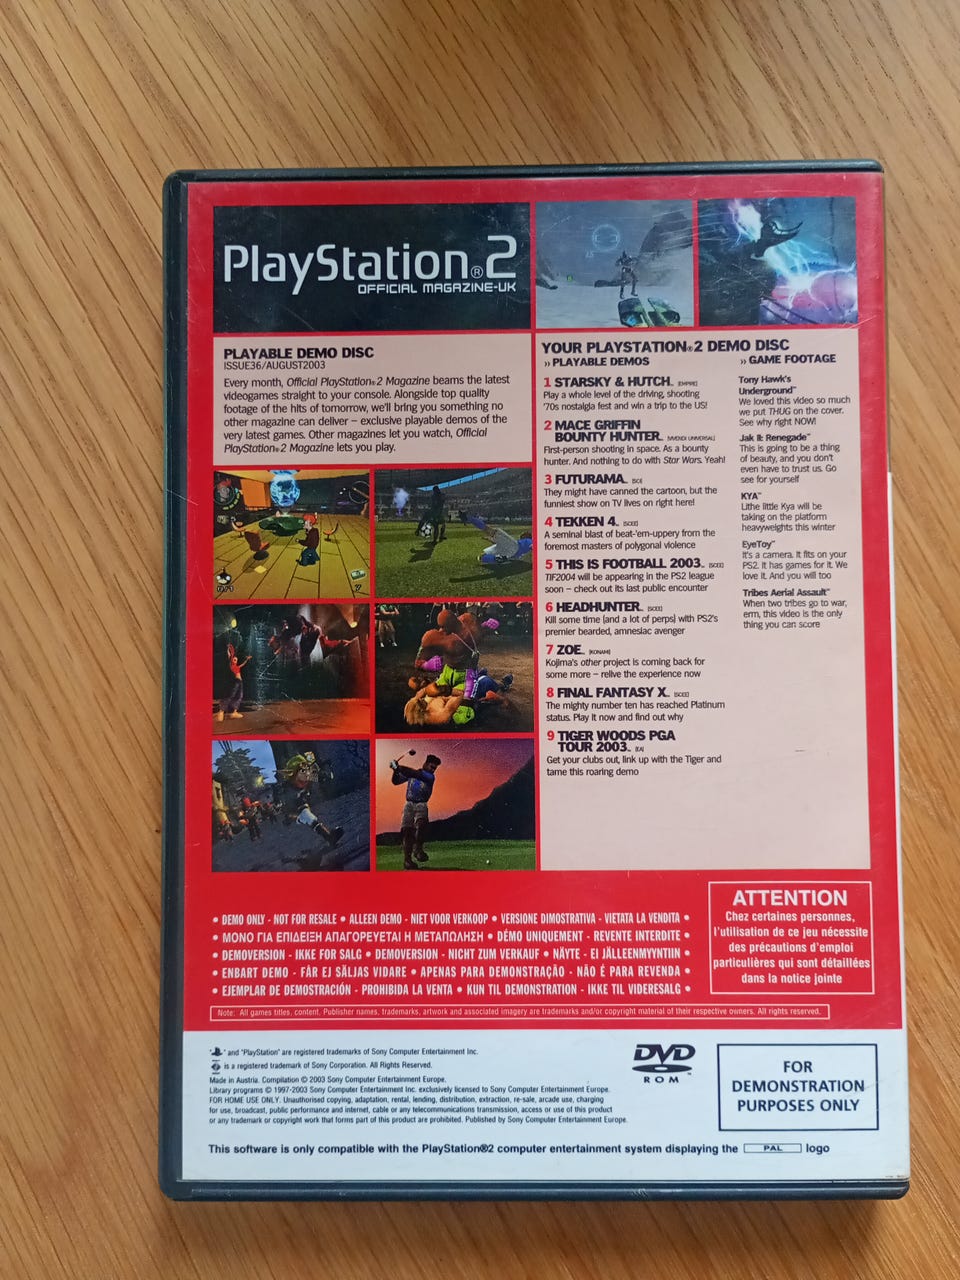 PlayStation®2
OFFICIAL MAGAZINE-UK
PLAYABLE DEMO DISC
ISSUE36/AUGUST2003
Every month, Official PlayStation®2 Magazine beams the latest
videogames straight to your console. Alongside top quality
footage of the hits of tomorrow, we'll bring you something no
other magazine can deliver – exclusive playable demos of the
very latest games. Other magazines let you watch, Official
PlayStation®2 Magazine lets you play.
YOUR PLAYSTATION®2 DEMO DISC
›› PLAYABLE DEMOS
1 STARSKY & HUTCH™ [EMPIRE]
Play a whole level of the driving, shooting
'70s nostalgia fest and win a trip to the US!
2 MACE GRIFFIN
BOUNTY HUNTER™ [VIVENDI UNIVERSAL]
First-person shooting in space. As a bounty
hunter. And nothing to do with Star Wars. Yeah!
3 FUTURAMA™ [SCI]
They might have canned the cartoon, but the
funniest show on TV lives on right here!
4 TEKKEN 4™ [SCEE]
A seminal blast of beat-'em-uppery from the
foremost masters of polygonal violence
5 THIS IS FOOTBALL 2003™ [SCEE]
TIF2004 will be appearing in the PS2 league
soon – check out its last public encounter
6 HEADHUNTER™ [SCEE]
Kill some time (and a lot of perps) with PS2's
premier bearded, amnesiac avenger
7 ZOE™ [KONAMI]
Kojima's other project is coming back for
some more – relive the experience now
8 FINAL FANTASY X™ [SCEE]
The mighty number ten has reached Platinum
status. Play it now and find out why
9 TIGER WOODS PGA
TOUR 2003™ [EA]
Get your clubs out, link up with the Tiger and
tame this roaring demo
›› GAME FOOTAGE
Tony Hawk's
Underground™
We loved this video so much
we put THUG on the cover.
See why right NOW!
Jak II: Renegade™
This is going to be a thing
of beauty, and you don't
even have to trust us. Go
see for yourself
KYA™
Lithe little Kya will be
taking on the platform
heavyweights this winter
EyeToy™
It's a camera. It fits on your
PS2. It has games for it. We
love it. And you will too
Tribes Aerial Assault™
When two tribes go to war,
erm, this video is the only
thing you can score
• DEMO ONLY - NOT FOR RESALE • ALLEEN DEMO - NIET VOOR VERKOOP • VERSIONE DIMOSTRATIVA - VIETATA LA VENDITA •
• ΜΟΝΟ ΓΙΑ ΕΠΙΔΕΙΞΗ ΑΠΑΓΟΡΕΥΕΤΑΙ Η ΜΕΤΑΠΩΛΗΣΗ • DÉMO UNIQUEMENT - REVENTE INTERDITE •
• DEMOVERSION - IKKE FOR SALG • DEMOVERSION - NICHT ZUM VERKAUF • NÄYTE - EI JÄLLEENMYYNTIIN •
• ENBART DEMO - FÅR EJ SÄLJAS VIDARE • APENAS PARA DEMONSTRAÇÃO - NÃO É PARA REVENDA •
• EJEMPLAR DE DEMOSTRACIÓN - PROHIBIDA LA VENTA • KUN TIL DEMONSTRATION - IKKE TIL VIDERESALG •
ATTENTION
Chez certaines personnes,
l'utilisation de ce jeu nécessite
des précautions d'emploi
particulières qui sont détaillées
dans la notice jointe
Note: All games titles, content, Publisher names, trademarks, artwork and associated imagery are trademarks and/or copyright material of their respective owners. All rights reserved.
" " and "PlayStation" are registered trademarks of Sony Computer Entertainment Inc.
is a registered trademark of Sony Corporation. All Rights Reserved.
Made in Austria. Compilation © 2003 Sony Computer Entertainment Europe.
Library programs © 1997-2003 Sony Computer Entertainment Inc. exclusively licensed to Sony Computer Entertainment Europe.
FOR HOME USE ONLY. Unauthorised copying, adaptation, rental, lending, distribution, extraction, re-sale, arcade use, charging
for use, broadcast, public performance and internet, cable or any telecommunications transmission, access or use of this product
or any trademark or copyright work that forms part of this product are prohibited. Published by Sony Computer Entertainment Europe.
DVD
ROM
FOR
DEMONSTRATION
PURPOSES ONLY
This software is only compatible with the PlayStation®2 computer entertainment system displaying the PAL logo